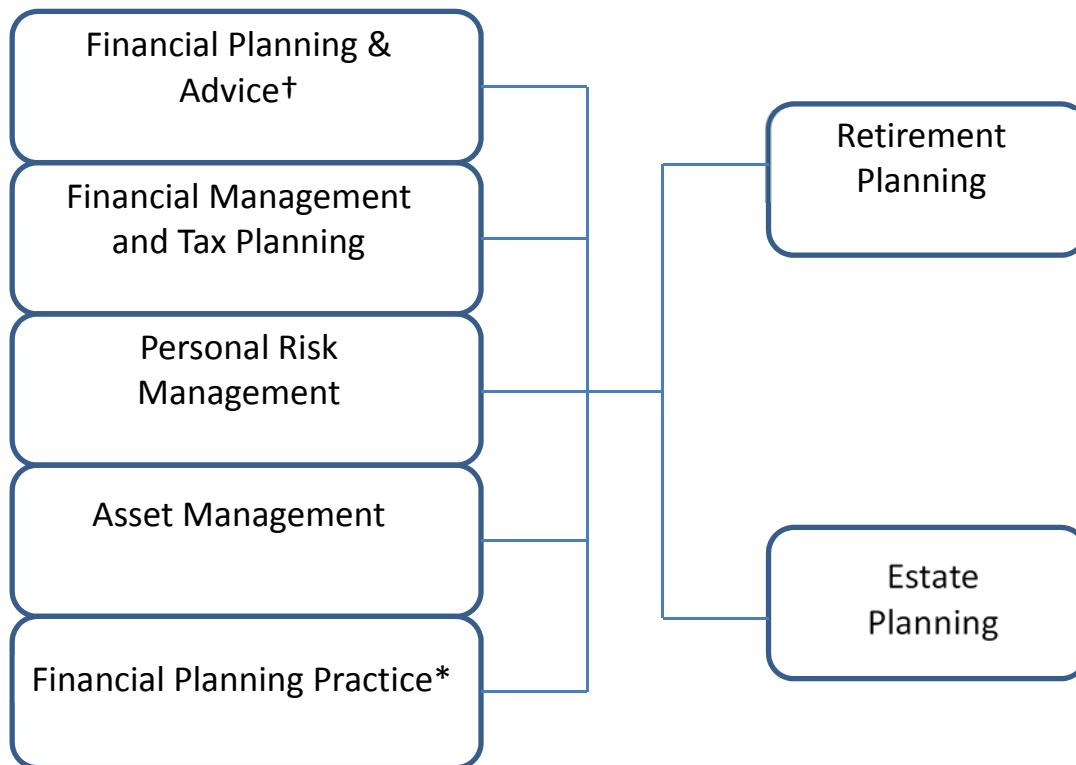 Financial Planning &
Advice†
Financial Management
and Tax Planning
Personal Risk
Management
Asset Management
Financial Planning Practice*
Retirement
Planning
Estate
Planning